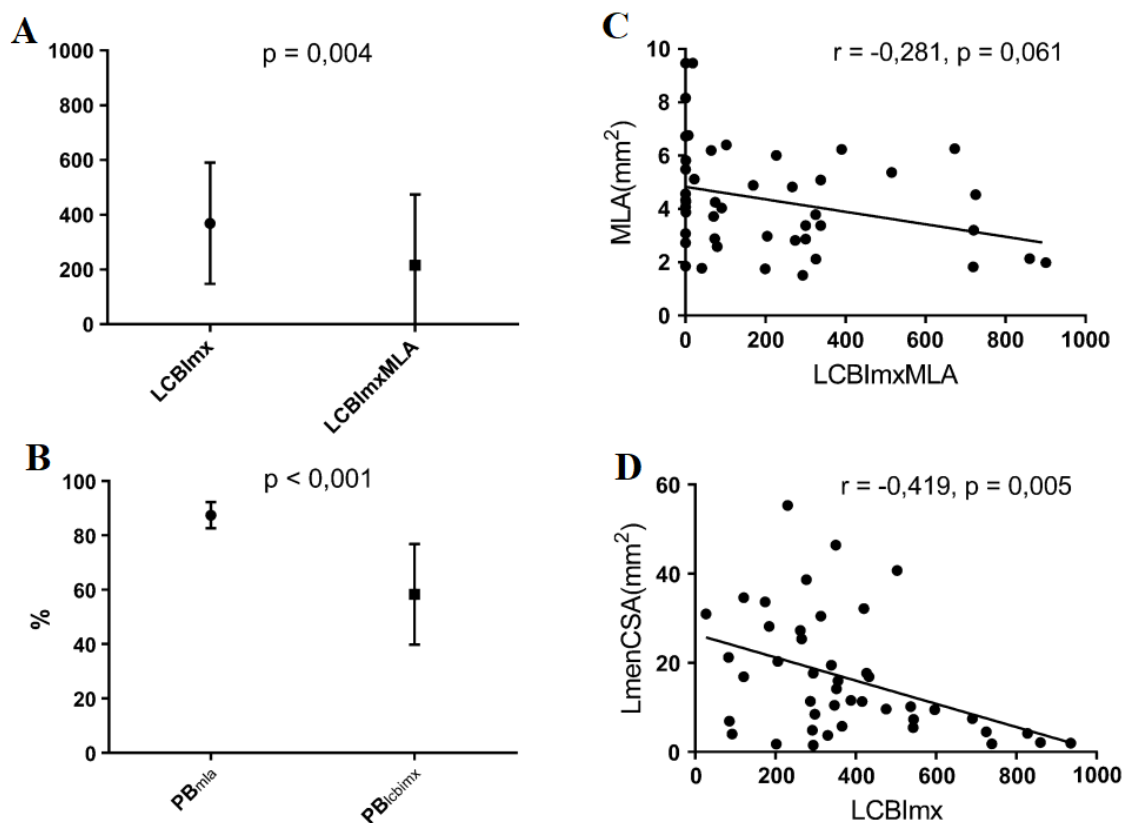 A
p = 0,004
1000
800
600
400
200
0
LCBImx
LCBImxMLA
B
p < 0,001
100
80
60
40
20
0
%
PBmla
PBlcbimx
C
r = -0,281, p = 0,061
10
8
6
4
2
0
MLA(mm²)
0 200 400 600 800 1000
LCBImxMLA
D
r = -0,419, p = 0,005
60
40
20
0
LmenCSA(mm²)
0 200 400 600 800 1000
LCBImx